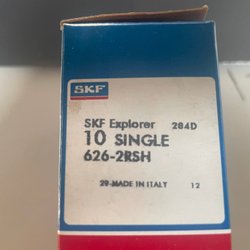 SKF
SKF Explorer 284D
10 SINGLE
626-2RSH
29-MADE IN ITALY 12